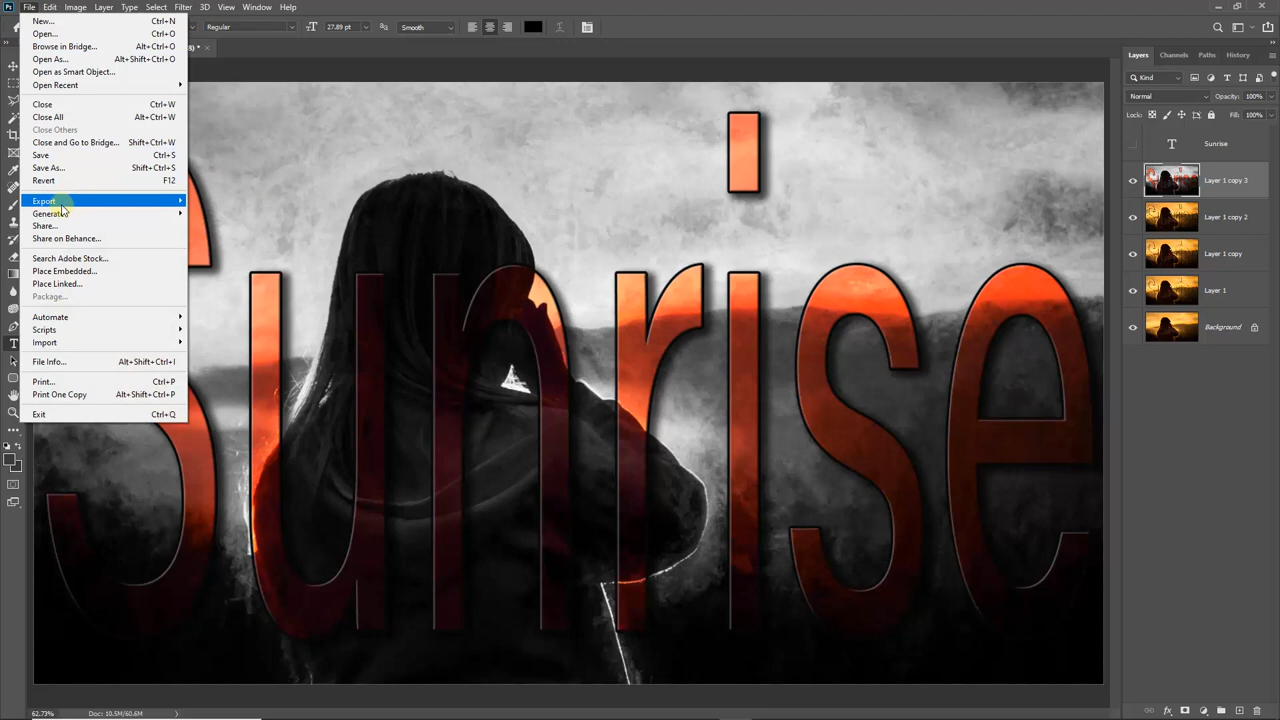 Ps File Edit Image Layer Type Select Filter 3D View Window Help
Regular 27.89 pt Smooth
8) * ×
New... Ctrl+N
Open... Ctrl+O
Browse in Bridge... Alt+Ctrl+O
Open As... Alt+Shift+Ctrl+O
Open as Smart Object...
Open Recent
Close Ctrl+W
Close All Alt+Ctrl+W
Close Others
Close and Go to Bridge... Shift+Ctrl+W
Save Ctrl+S
Save As... Shift+Ctrl+S
Revert F12
Export
Generate
Share...
Share on Behance...
Search Adobe Stock...
Place Embedded...
Place Linked...
Package...
Automate
Scripts
Import
File Info... Alt+Shift+Ctrl+I
Print... Ctrl+P
Print One Copy Alt+Shift+Ctrl+P
Exit Ctrl+Q
Sunrise
Layers Channels Paths History
Kind
Normal Opacity: 100%
Lock: Fill: 100%
T Sunrise
Layer 1 copy 3
Layer 1 copy 2
Layer 1 copy
Layer 1
Background
62.73% Doc: 10.5M/60.6M